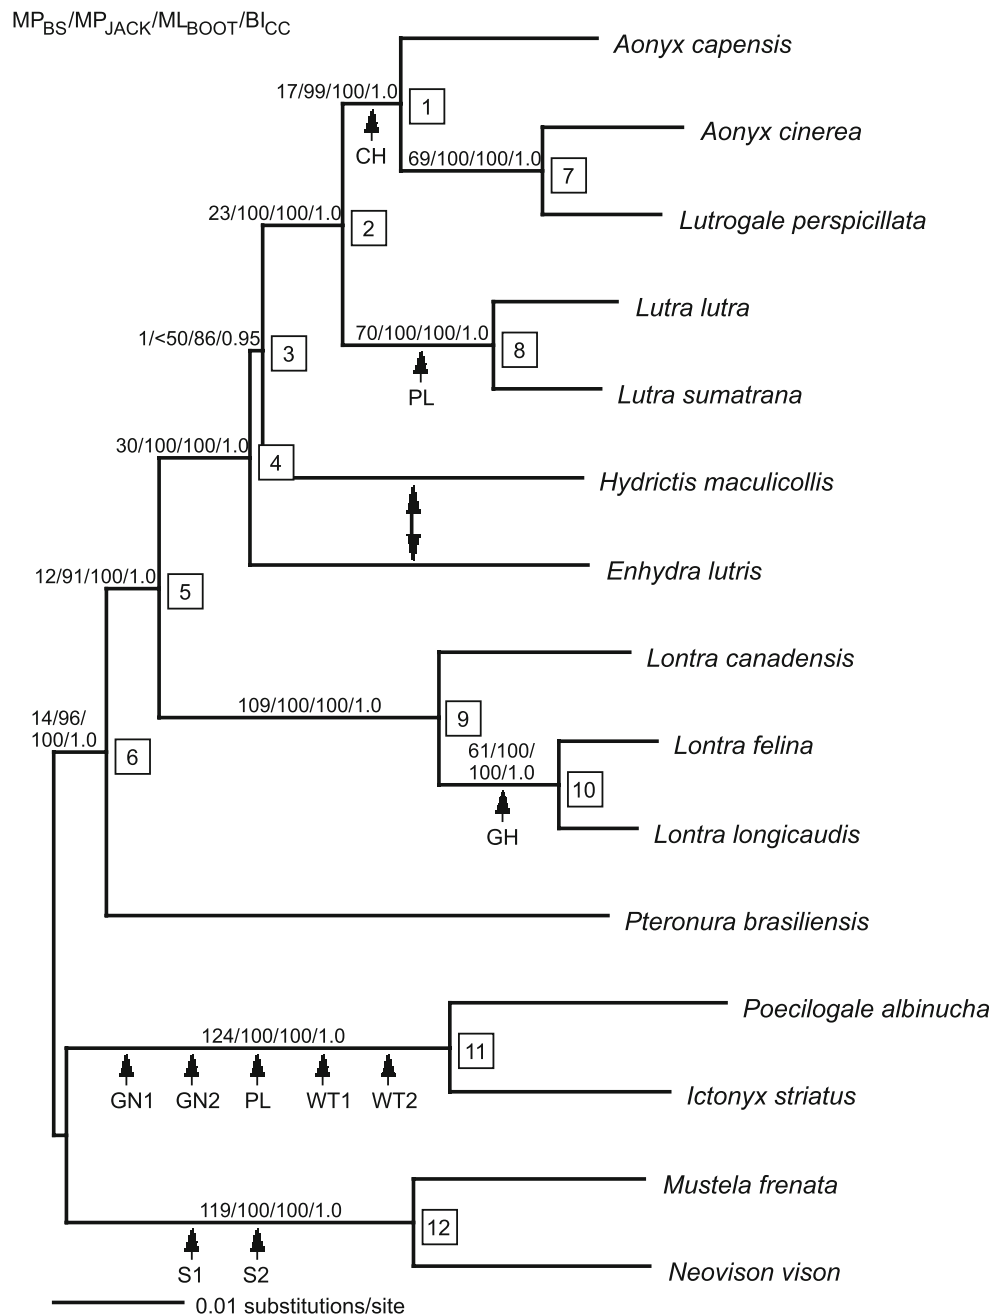 MPBS/MPJACK/MLBOOT/BICC
Aonyx capensis
17/99/100/1.0
1
CH
Aonyx cinerea
69/100/100/1.0
7
Lutrogale perspicillata
23/100/100/1.0
2
Lutra lutra
70/100/100/1.0
8
PL
Lutra sumatrana
1/<50/86/0.95
3
30/100/100/1.0
4
Hydrictis maculicollis
Enhydra lutris
12/91/100/1.0
5
Lontra canadensis
109/100/100/1.0
9
61/100/
100/1.0
10
GH
Lontra felina
Lontra longicaudis
14/96/
100/1.0
6
Pteronura brasiliensis
Poecilogale albinucha
124/100/100/1.0
11
GN1 GN2 PL WT1 WT2
Ictonyx striatus
Mustela frenata
119/100/100/1.0
12
S1 S2
Neovison vison
0.01 substitutions/site